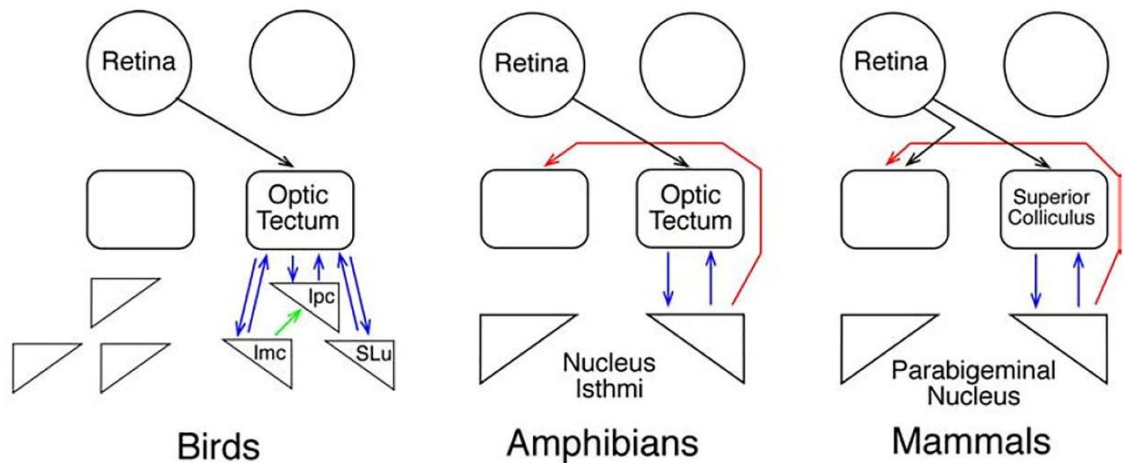 Retina
Optic
Tectum
Ipc
Imc
SLu
Birds
Retina
Optic
Tectum
Nucleus
Isthmi
Amphibians
Retina
Superior
Colliculus
Parabigeminal
Nucleus
Mammals